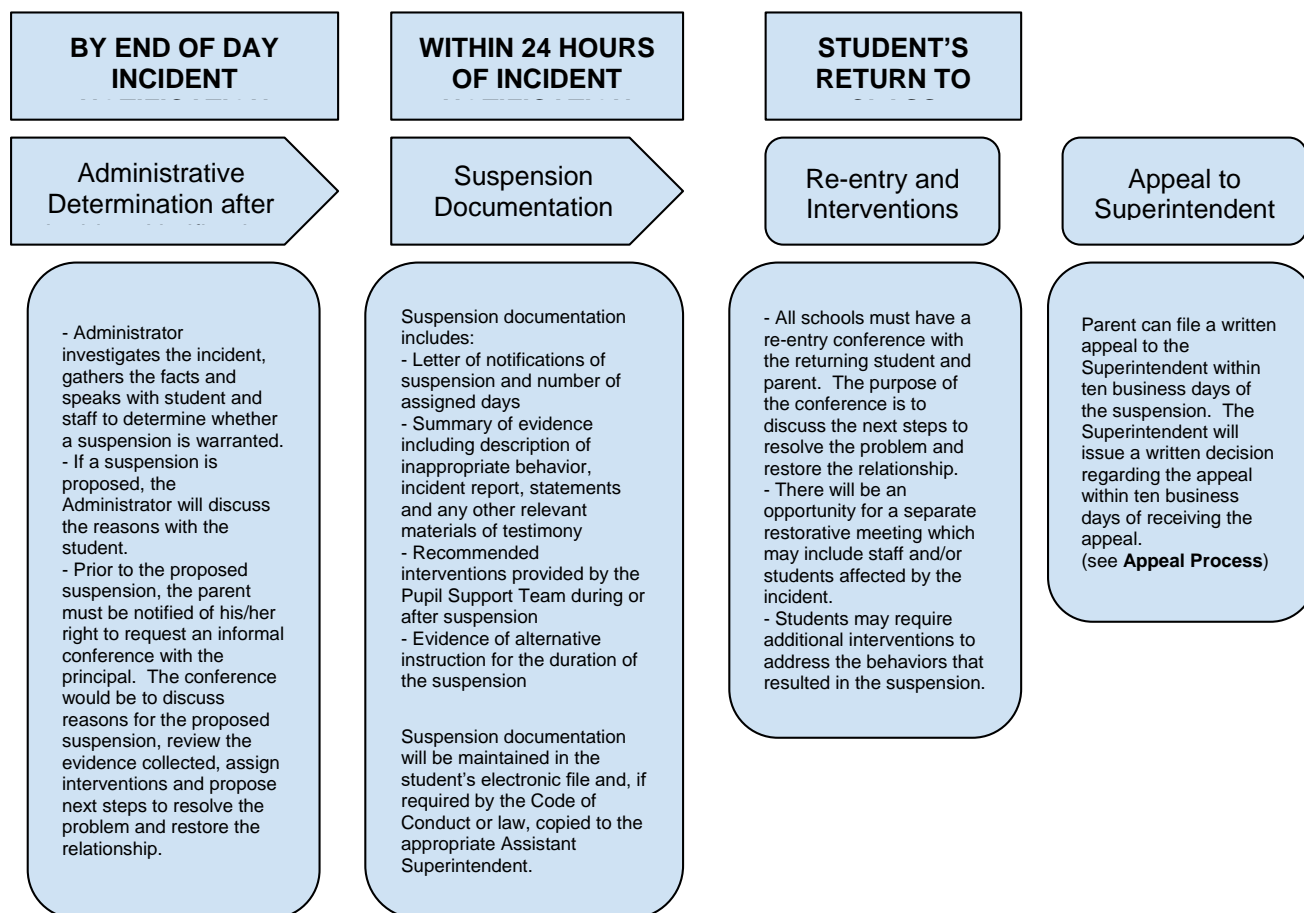 BY END OF DAY
INCIDENT
WITHIN 24 HOURS
OF INCIDENT
STUDENT’S
RETURN TO
Administrative
Determination after
Suspension
Documentation
Re-entry and
Interventions
Appeal to
Superintendent
- Administrator
investigates the incident,
gathers the facts and
speaks with student and
staff to determine whether
a suspension is warranted.
- If a suspension is
proposed, the
Administrator will discuss
the reasons with the
student.
- Prior to the proposed
suspension, the parent
must be notified of his/her
right to request an informal
conference with the
principal.  The conference
would be to discuss
reasons for the proposed
suspension, review the
evidence collected, assign
interventions and propose
next steps to resolve the
problem and restore the
relationship.
Suspension documentation
includes:
- Letter of notifications of
suspension and number of
assigned days
- Summary of evidence
including description of
inappropriate behavior,
incident report, statements
and any other relevant
materials of testimony
- Recommended
interventions provided by the
Pupil Support Team during or
after suspension
- Evidence of alternative
instruction for the duration of
the suspension
Suspension documentation
will be maintained in the
student’s electronic file and, if
required by the Code of
Conduct or law, copied to the
appropriate Assistant
Superintendent.
- All schools must have a
re-entry conference with
the returning student and
parent.  The purpose of
the conference is to
discuss the next steps to
resolve the problem and
restore the relationship.
- There will be an
opportunity for a separate
restorative meeting which
may include staff and/or
students affected by the
incident.
- Students may require
additional interventions to
address the behaviors that
resulted in the suspension.
Parent can file a written
appeal to the
Superintendent within
ten business days of
the suspension.  The
Superintendent will
issue a written decision
regarding the appeal
within ten business
days of receiving the
appeal.
(see Appeal Process)